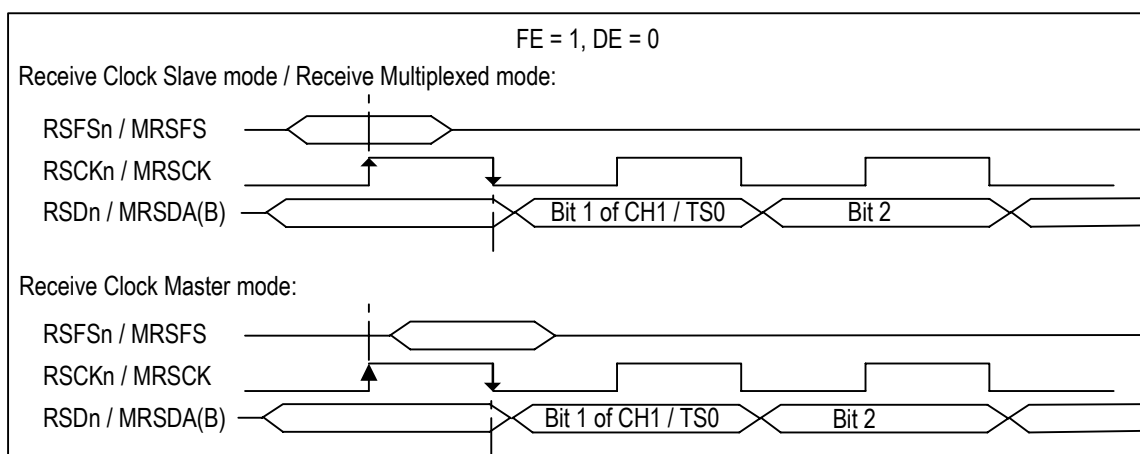 FE = 1, DE = 0
Receive Clock Slave mode / Receive Multiplexed mode:
RSFSn / MRSFS
RSCKn / MRSCK
RSDn / MRSDA(B)
Bit 1 of CH1 / TS0
Bit 2
Receive Clock Master mode:
RSFSn / MRSFS
RSCKn / MRSCK
RSDn / MRSDA(B)
Bit 1 of CH1 / TS0
Bit 2